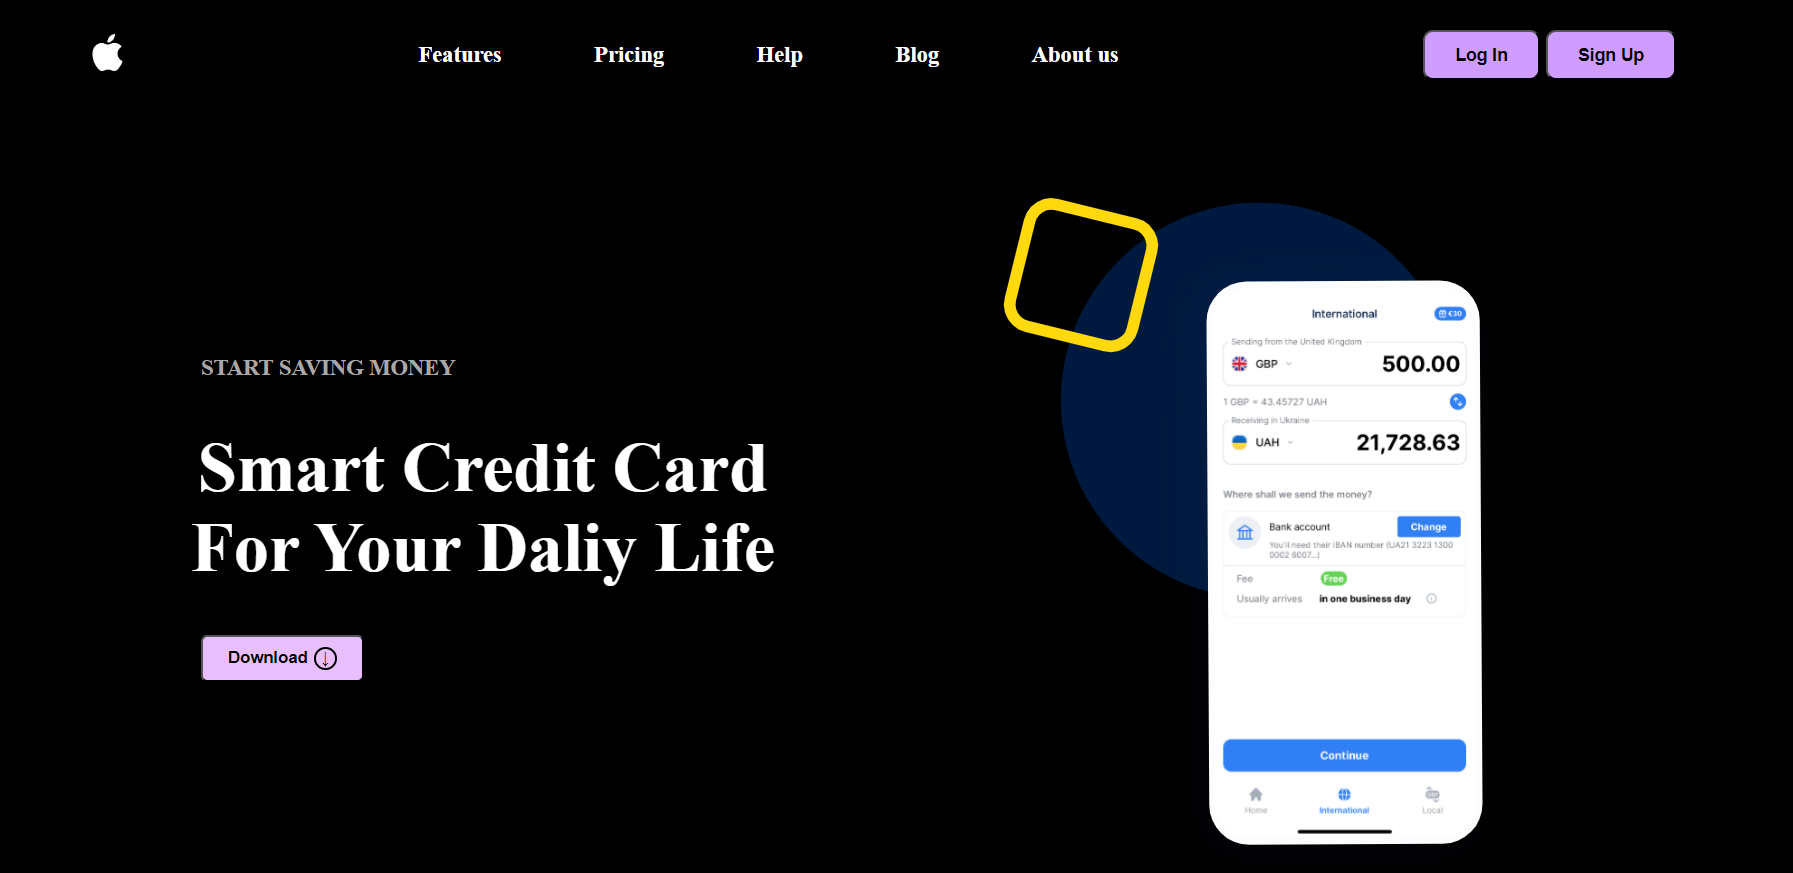 Features Pricing Help Blog About us Log In Sign Up
START SAVING MONEY
Smart Credit Card
For Your Daliy Life
Download
International €30
Sending from the United Kingdom
GBP 500.00
1 GBP = 43.45727 UAH
Receiving in Ukraine
UAH 21,728.63
Where shall we send the money?
Bank account Change
You'll need their IBAN number (UA21 3223 1300
0002 6007...)
Fee Free
Usually arrives in one business day
Continue
Home International Local